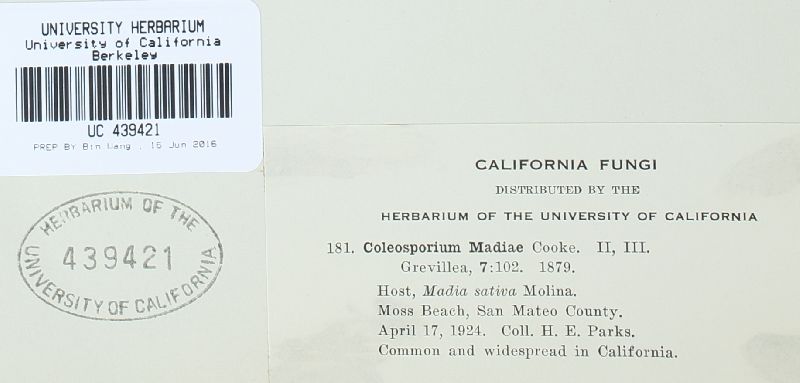 UNIVERSITY HERBARIUM
University of California
Berkeley
UC 439421
PREP BY Bin Wang , 15 Jun 2016
HERBARIUM OF THE
439421
UNIVERSITY OF CALIFORNIA
CALIFORNIA FUNGI
DISTRIBUTED BY THE
HERBARIUM OF THE UNIVERSITY OF CALIFORNIA
181. Coleosporium Madiae Cooke. II, III.
Grevillea, 7:102. 1879.
Host, Madia sativa Molina.
Moss Beach, San Mateo County.
April 17, 1924. Coll. H. E. Parks.
Common and widespread in California.